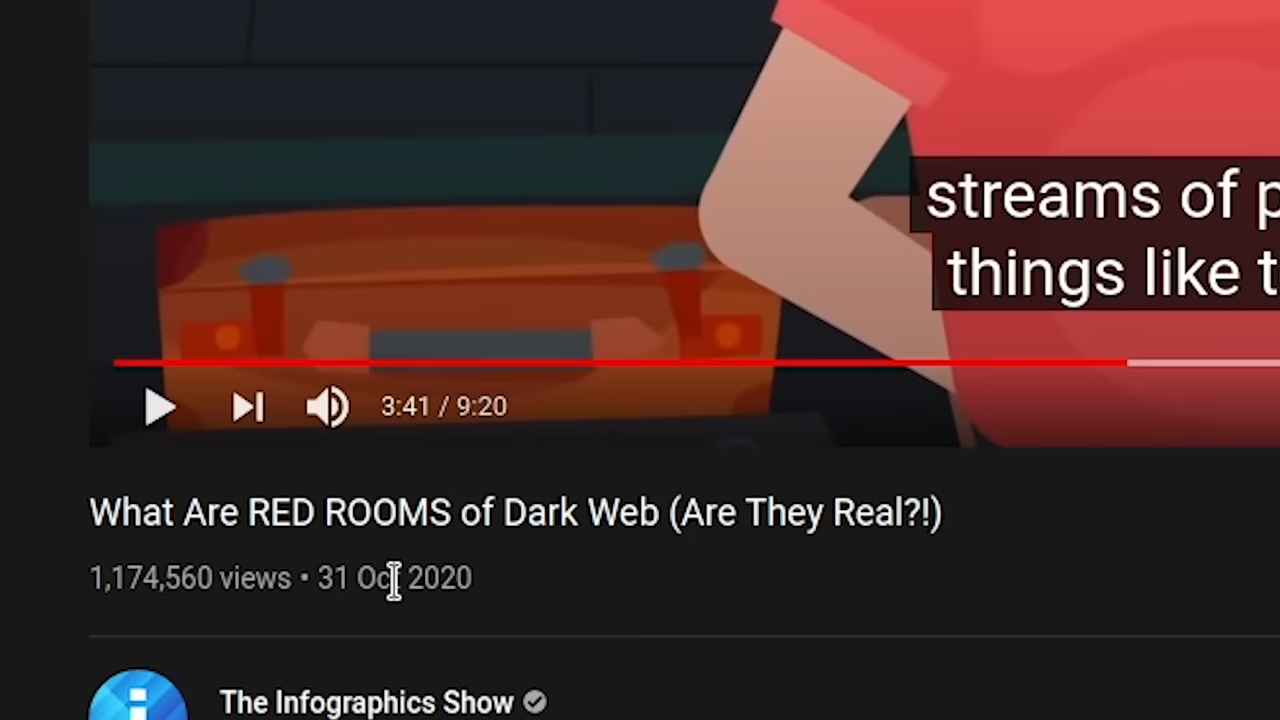 streams of
things like
3:41 / 9:20
What Are RED ROOMS of Dark Web (Are They Real?!)
1,174,560 views • 31 Oct 2020
The Infographics Show